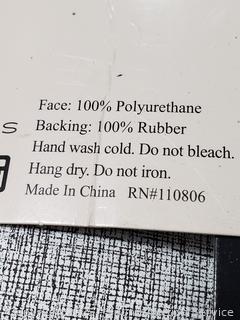 Face: 100% Polyurethane
S Backing: 100% Rubber
Hand wash cold. Do not bleach.
Hang dry. Do not iron.
Made In China RN#110806